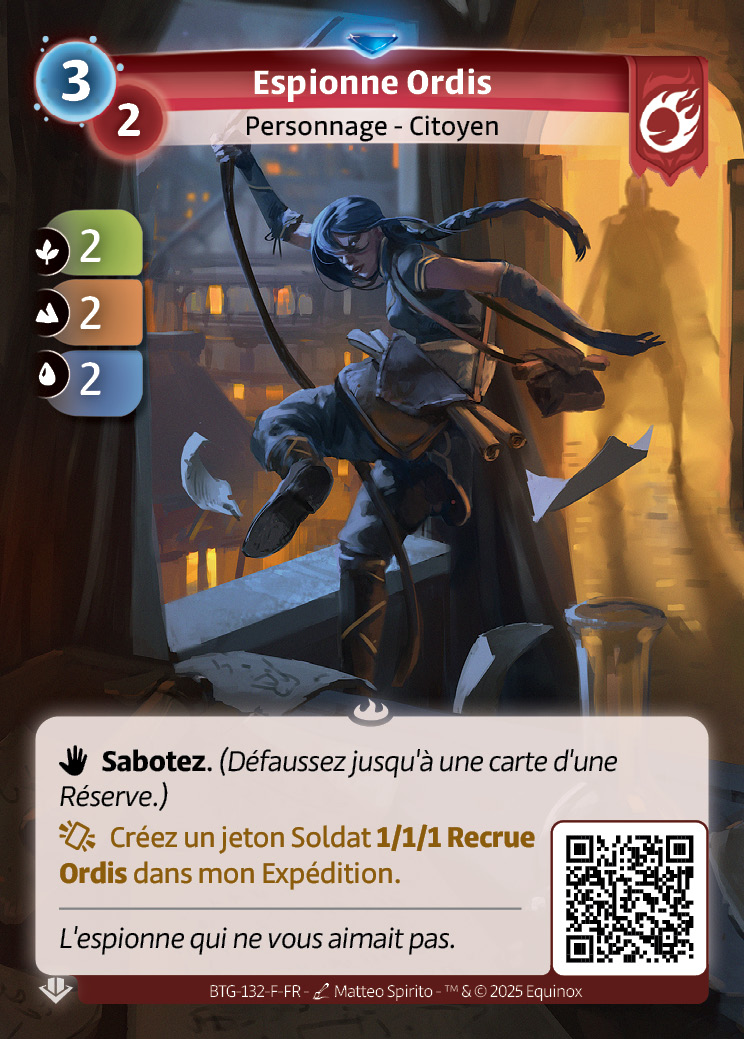 3
Espionne Ordis
2
Personnage - Citoyen
2
2
2
Sabotez. (Défaussez jusqu'à une carte d'une
Réserve.)
Créez un jeton Soldat 1/1/1 Recrue
Ordis dans mon Expédition.
L'espionne qui ne vous aimait pas.
BTG-132-F-FR - Matteo Spirito - ™ & © 2025 Equinox